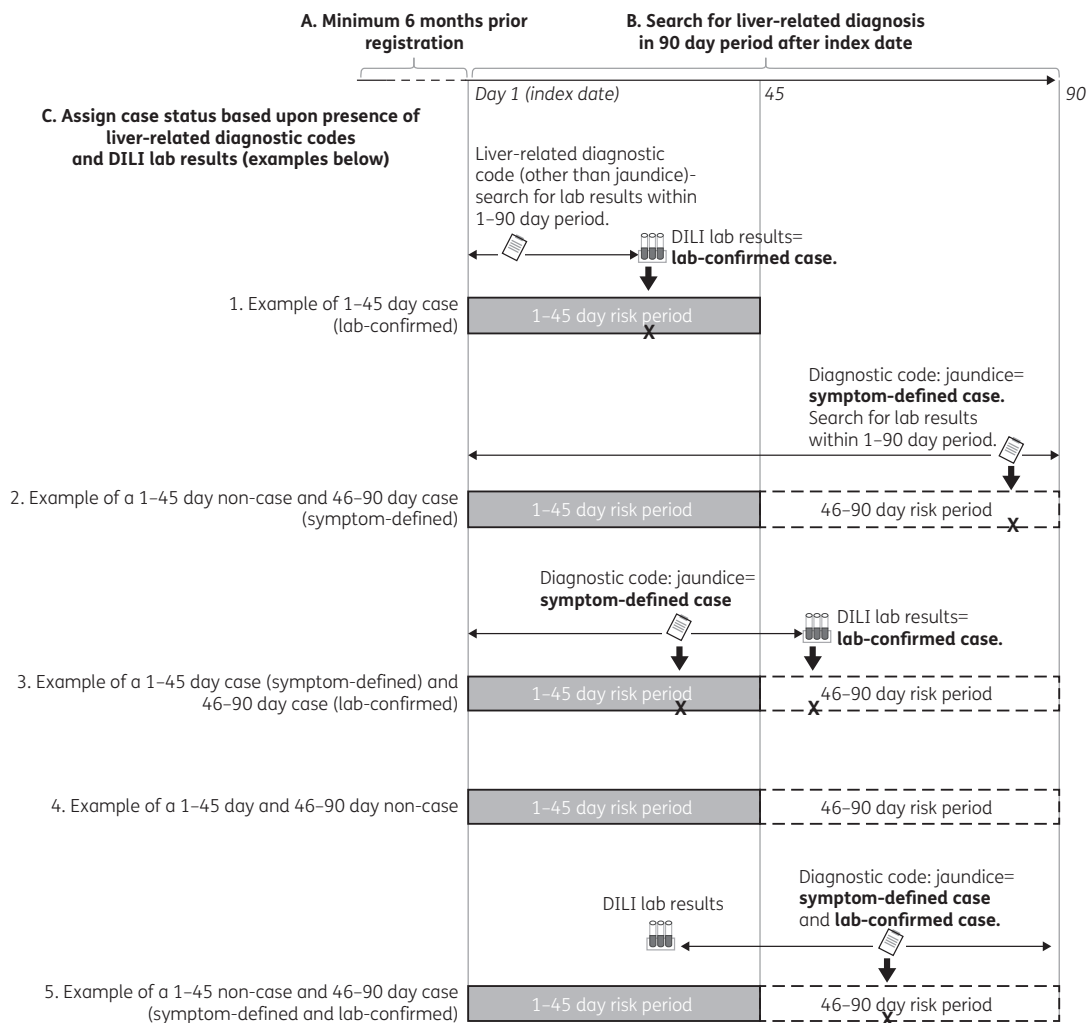 A. Minimum 6 months prior
registration
B. Search for liver-related diagnosis
in 90 day period after index date
Day 1 (index date)
45
90
C. Assign case status based upon presence of
liver-related diagnostic codes
and DILI lab results (examples below)
Liver-related diagnostic
code (other than jaundice)-
search for lab results within
1–90 day period.
DILI lab results=
lab-confirmed case.
1. Example of 1–45 day case
(lab-confirmed)
1–45 day risk period
X
Diagnostic code: jaundice=
symptom-defined case.
Search for lab results
within 1–90 day period.
2. Example of a 1–45 day non-case and 46–90 day case
(symptom-defined)
1–45 day risk period
46–90 day risk period
X
Diagnostic code: jaundice=
symptom-defined case
DILI lab results=
lab-confirmed case.
3. Example of a 1–45 day case (symptom-defined) and
46–90 day case (lab-confirmed)
1–45 day risk period
46–90 day risk period
X
X
4. Example of a 1–45 day and 46–90 day non-case
1–45 day risk period
46–90 day risk period
DILI lab results
Diagnostic code: jaundice=
symptom-defined case
and lab-confirmed case.
5. Example of a 1–45 non-case and 46–90 day case
(symptom-defined and lab-confirmed)
1–45 day risk period
46–90 day risk period
X